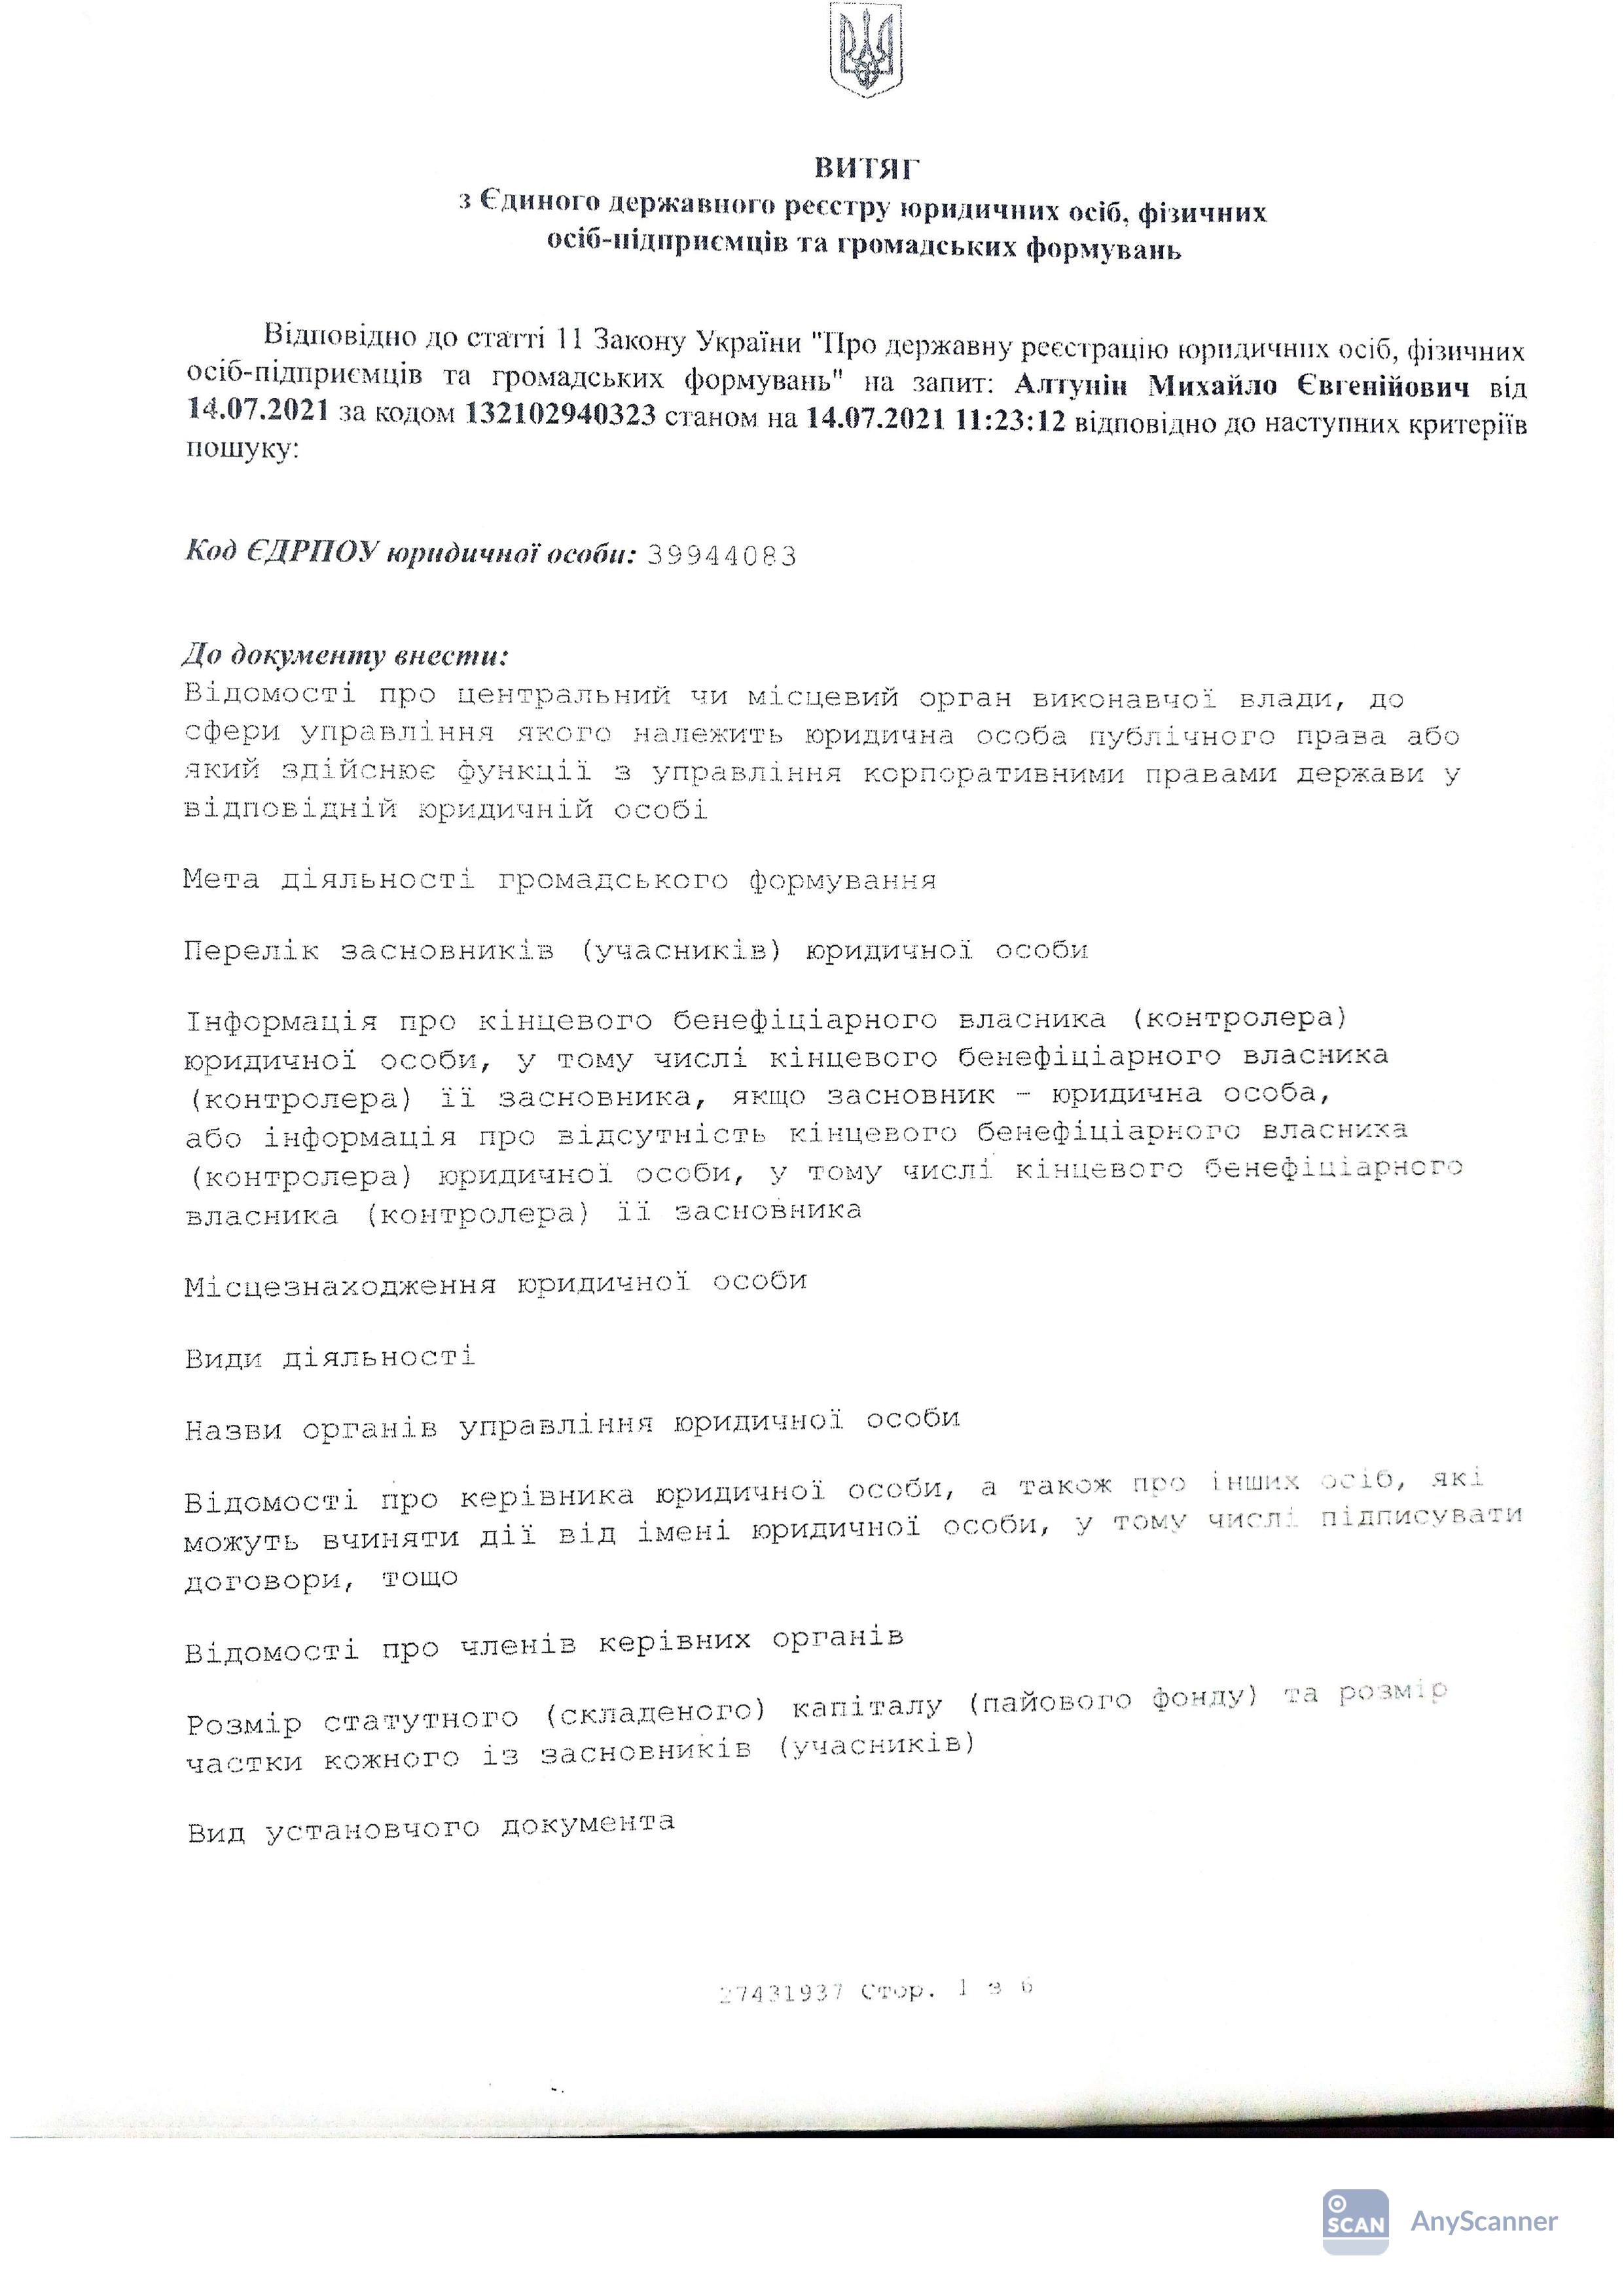 ВИТЯГ
з Єдиного державного реєстру юридичних осіб, фізичних
осіб-підприємців та громадських формувань
Відповідно до статті 11 Закону України "Про державну реєстрацію юридичних осіб, фізичних
осіб-підприємців та громадських формувань" на запит: Алтунін Михайло Євгенійович від
14.07.2021 за кодом 132102940323 станом на 14.07.2021 11:23:12 відповідно до наступних критеріїв
пошуку:
Код ЄДРПОУ юридичної особи: 39944083
До документу внести:
Відомості про центральний чи місцевий орган виконавчої влади, до
сфери управління якого належить юридична особа публічного права або
який здійснює функції з управління корпоративними правами держави у
відповідній юридичній особі
Мета діяльності громадського формування
Перелік засновників (учасників) юридичної особи
Інформація про кінцевого бенефіціарного власника (контролера)
юридичної особи, у тому числі кінцевого бенефіціарного власника
(контролера) її засновника, якщо засновник - юридична особа,
або інформація про відсутність кінцевого бенефіціарного власника
(контролера) юридичної особи, у тому числі кінцевого бенефіціарного
власника (контролера) її засновника
Місцезнаходження юридичної особи
Види діяльності
Назви органів управління юридичної особи
Відомості про керівника юридичної особи, а також про інших осіб, які
можуть вчиняти дії від імені юридичної особи, у тому числі підписувати
договори, тощо
Відомості про членів керівних органів
Розмір статутного (складеного) капіталу (пайового фонду) та розмір
частки кожного із засновників (учасників)
Вид установчого документа
27431937 Стор. 1 з 6
SCAN AnyScanner